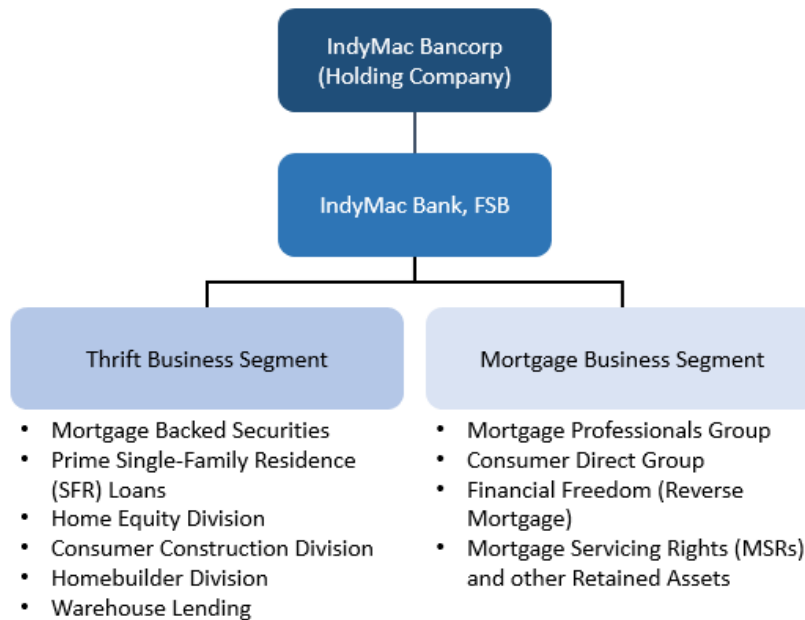 IndyMac Bancorp
(Holding Company)
IndyMac Bank, FSB
Thrift Business Segment
• Mortgage Backed Securities
• Prime Single-Family Residence
(SFR) Loans
• Home Equity Division
• Consumer Construction Division
• Homebuilder Division
• Warehouse Lending
Mortgage Business Segment
• Mortgage Professionals Group
• Consumer Direct Group
• Financial Freedom (Reverse
Mortgage)
• Mortgage Servicing Rights (MSRs)
and other Retained Assets